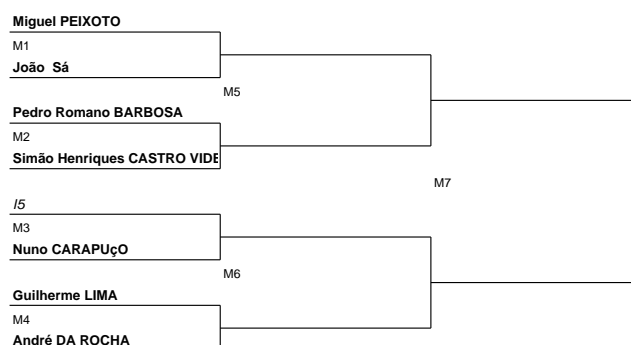 Miguel PEIXOTO
M1
João Sá
M5
Pedro Romano BARBOSA
M2
Simão Henriques CASTRO VIDE
M7
I5
M3
Nuno CARAPUçO
M6
Guilherme LIMA
M4
André DA ROCHA